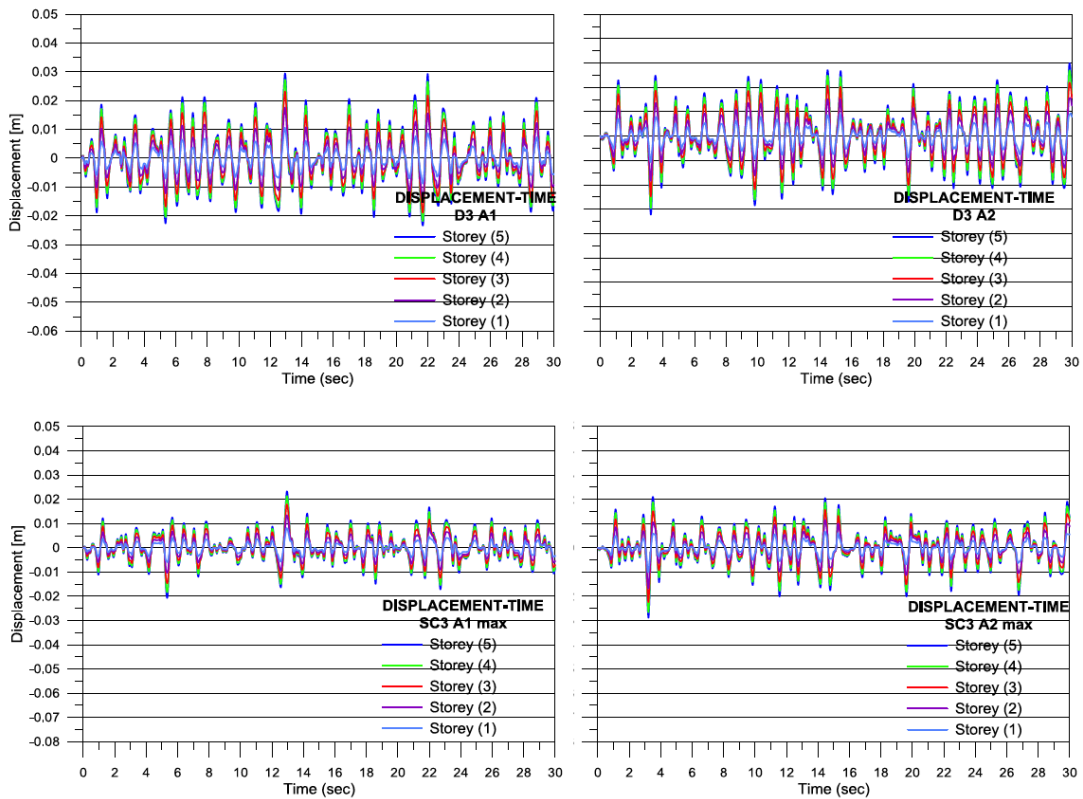 0.05
0.04
0.03
0.02
0.01
0
-0.01
-0.02
-0.03
-0.04
-0.05
-0.06
Displacement [m]
DISPLACEMENT-TIME
D3 A1
Storey (5)
Storey (4)
Storey (3)
Storey (2)
Storey (1)
0 2 4 6 8 10 12 14 16 18 20 22 24 26 28 30
Time (sec)
DISPLACEMENT-TIME
D3 A2
Storey (5)
Storey (4)
Storey (3)
Storey (2)
Storey (1)
0 2 4 6 8 10 12 14 16 18 20 22 24 26 28 30
Time (sec)
0.05
0.04
0.03
0.02
0.01
0
-0.01
-0.02
-0.03
-0.04
-0.05
-0.06
-0.07
-0.08
Displacement [m]
DISPLACEMENT-TIME
SC3 A1 max
Storey (5)
Storey (4)
Storey (3)
Storey (2)
Storey (1)
0 2 4 6 8 10 12 14 16 18 20 22 24 26 28 30
Time (sec)
DISPLACEMENT-TIME
SC3 A2 max
Storey (5)
Storey (4)
Storey (3)
Storey (2)
Storey (1)
0 2 4 6 8 10 12 14 16 18 20 22 24 26 28 30
Time (sec)